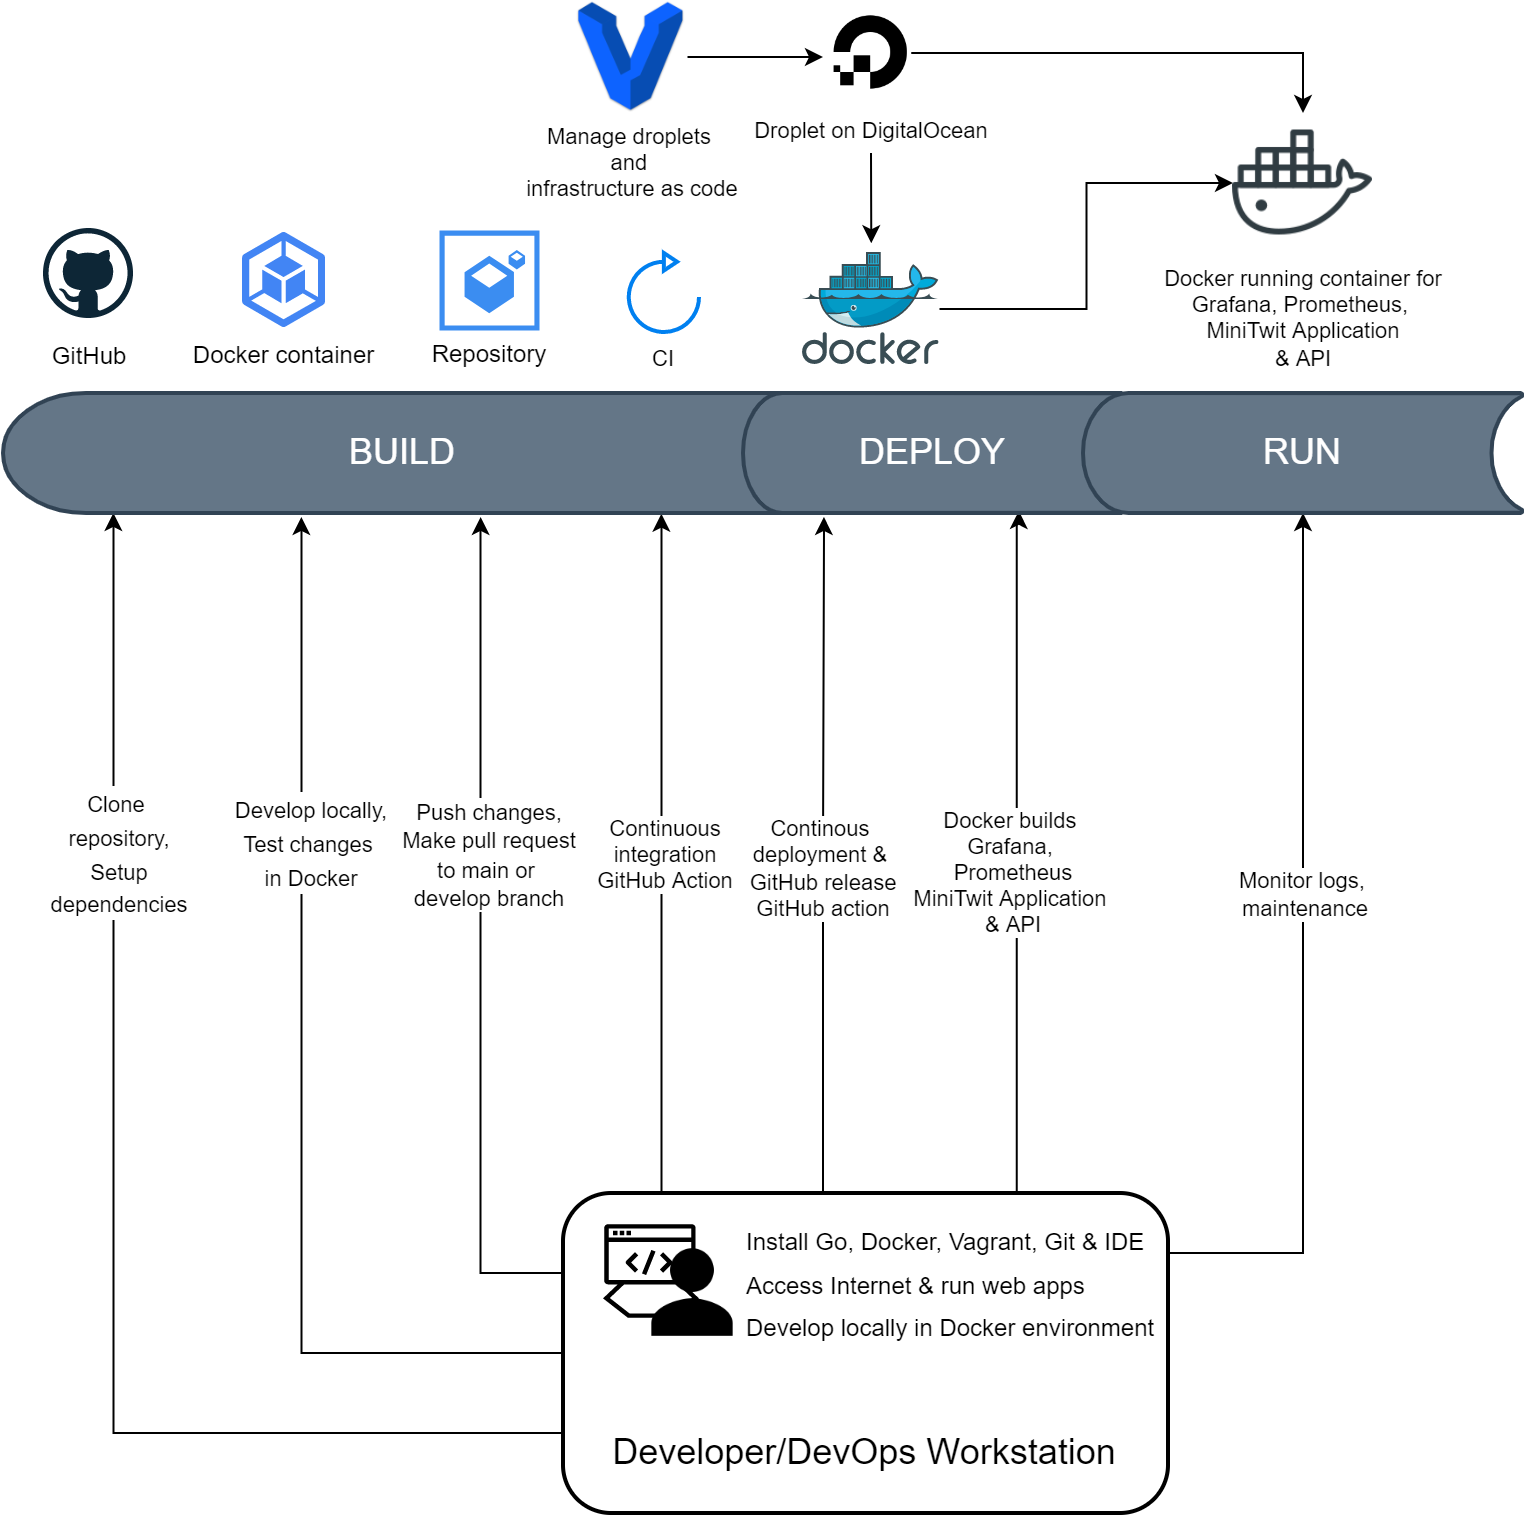 Manage droplets
and
infrastructure as code
Droplet on DigitalOcean
GitHub
Docker container
Repository
CI
docker
Docker running container for
Grafana, Prometheus,
MiniTwit Application
& API
BUILD
DEPLOY
RUN
Clone
repository,
Setup
dependencies
Develop locally,
Test changes
in Docker
Push changes,
Make pull request
to main or
develop branch
Continuous
integration
GitHub Action
Continous
deployment &
GitHub release
GitHub action
Docker builds
Grafana,
Prometheus
MiniTwit Application
& API
Monitor logs,
maintenance
Install Go, Docker, Vagrant, Git & IDE
Access Internet & run web apps
Develop locally in Docker environment
Developer/DevOps Workstation